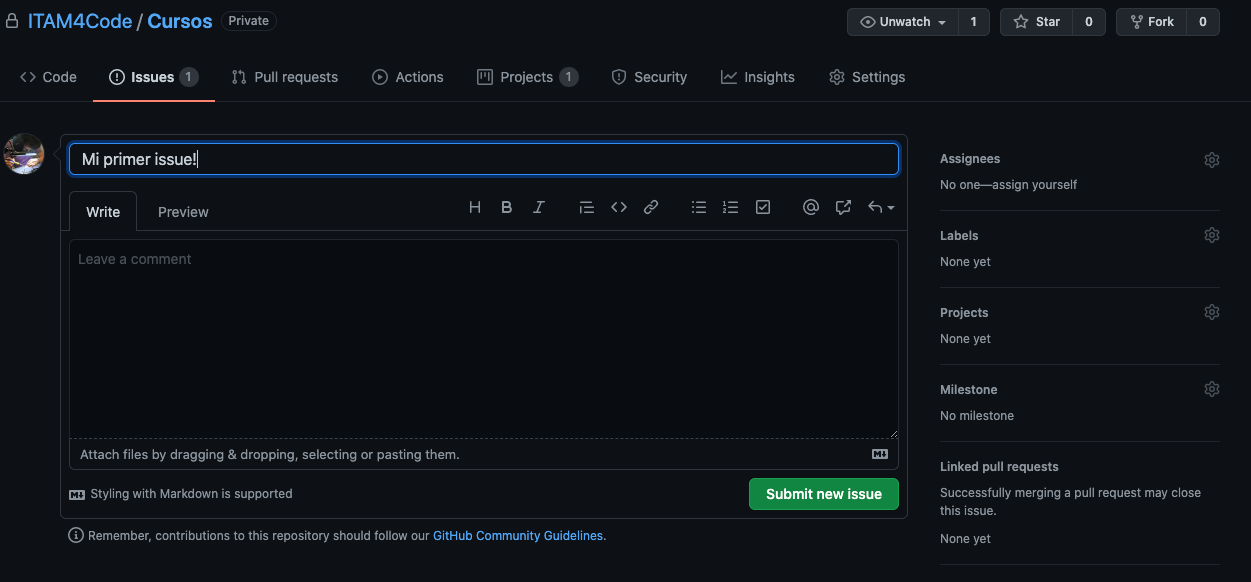 ITAM4Code / Cursos Private
Unwatch 1 Star 0 Fork 0
Code Issues 1 Pull requests Actions Projects 1 Security Insights Settings
Mi primer issue!
Write Preview
H B I
Leave a comment
Attach files by dragging & dropping, selecting or pasting them.
Styling with Markdown is supported
Submit new issue
Remember, contributions to this repository should follow our GitHub Community Guidelines.
Assignees
No one—assign yourself
Labels
None yet
Projects
None yet
Milestone
No milestone
Linked pull requests
Successfully merging a pull request may close
this issue.
None yet